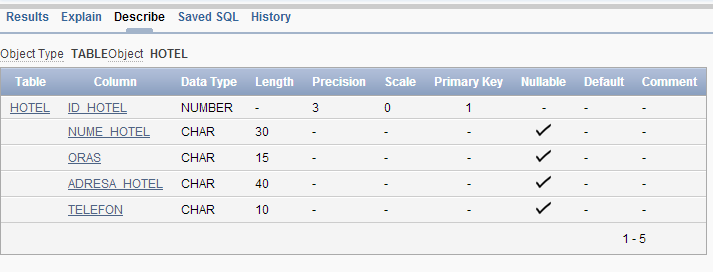 Results Explain Describe Saved SQL History
Object Type TABLE Object HOTEL
Table Column Data Type Length Precision Scale Primary Key Nullable Default Comment
HOTEL ID_HOTEL NUMBER - 3 0 1 - - -
NUME_HOTEL CHAR 30 - - - ✓ - -
ORAS CHAR 15 - - - ✓ - -
ADRESA_HOTEL CHAR 40 - - - ✓ - -
TELEFON CHAR 10 - - - ✓ - -
1 - 5